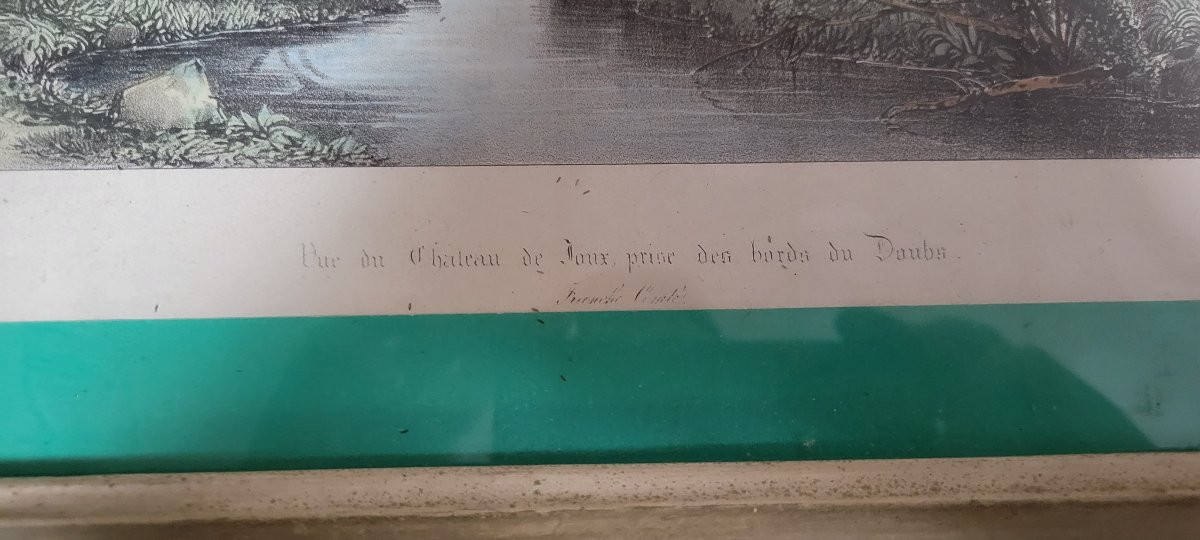 Vue du Chateau de Joux, prise des bords du Doubs.
Franche Comté.